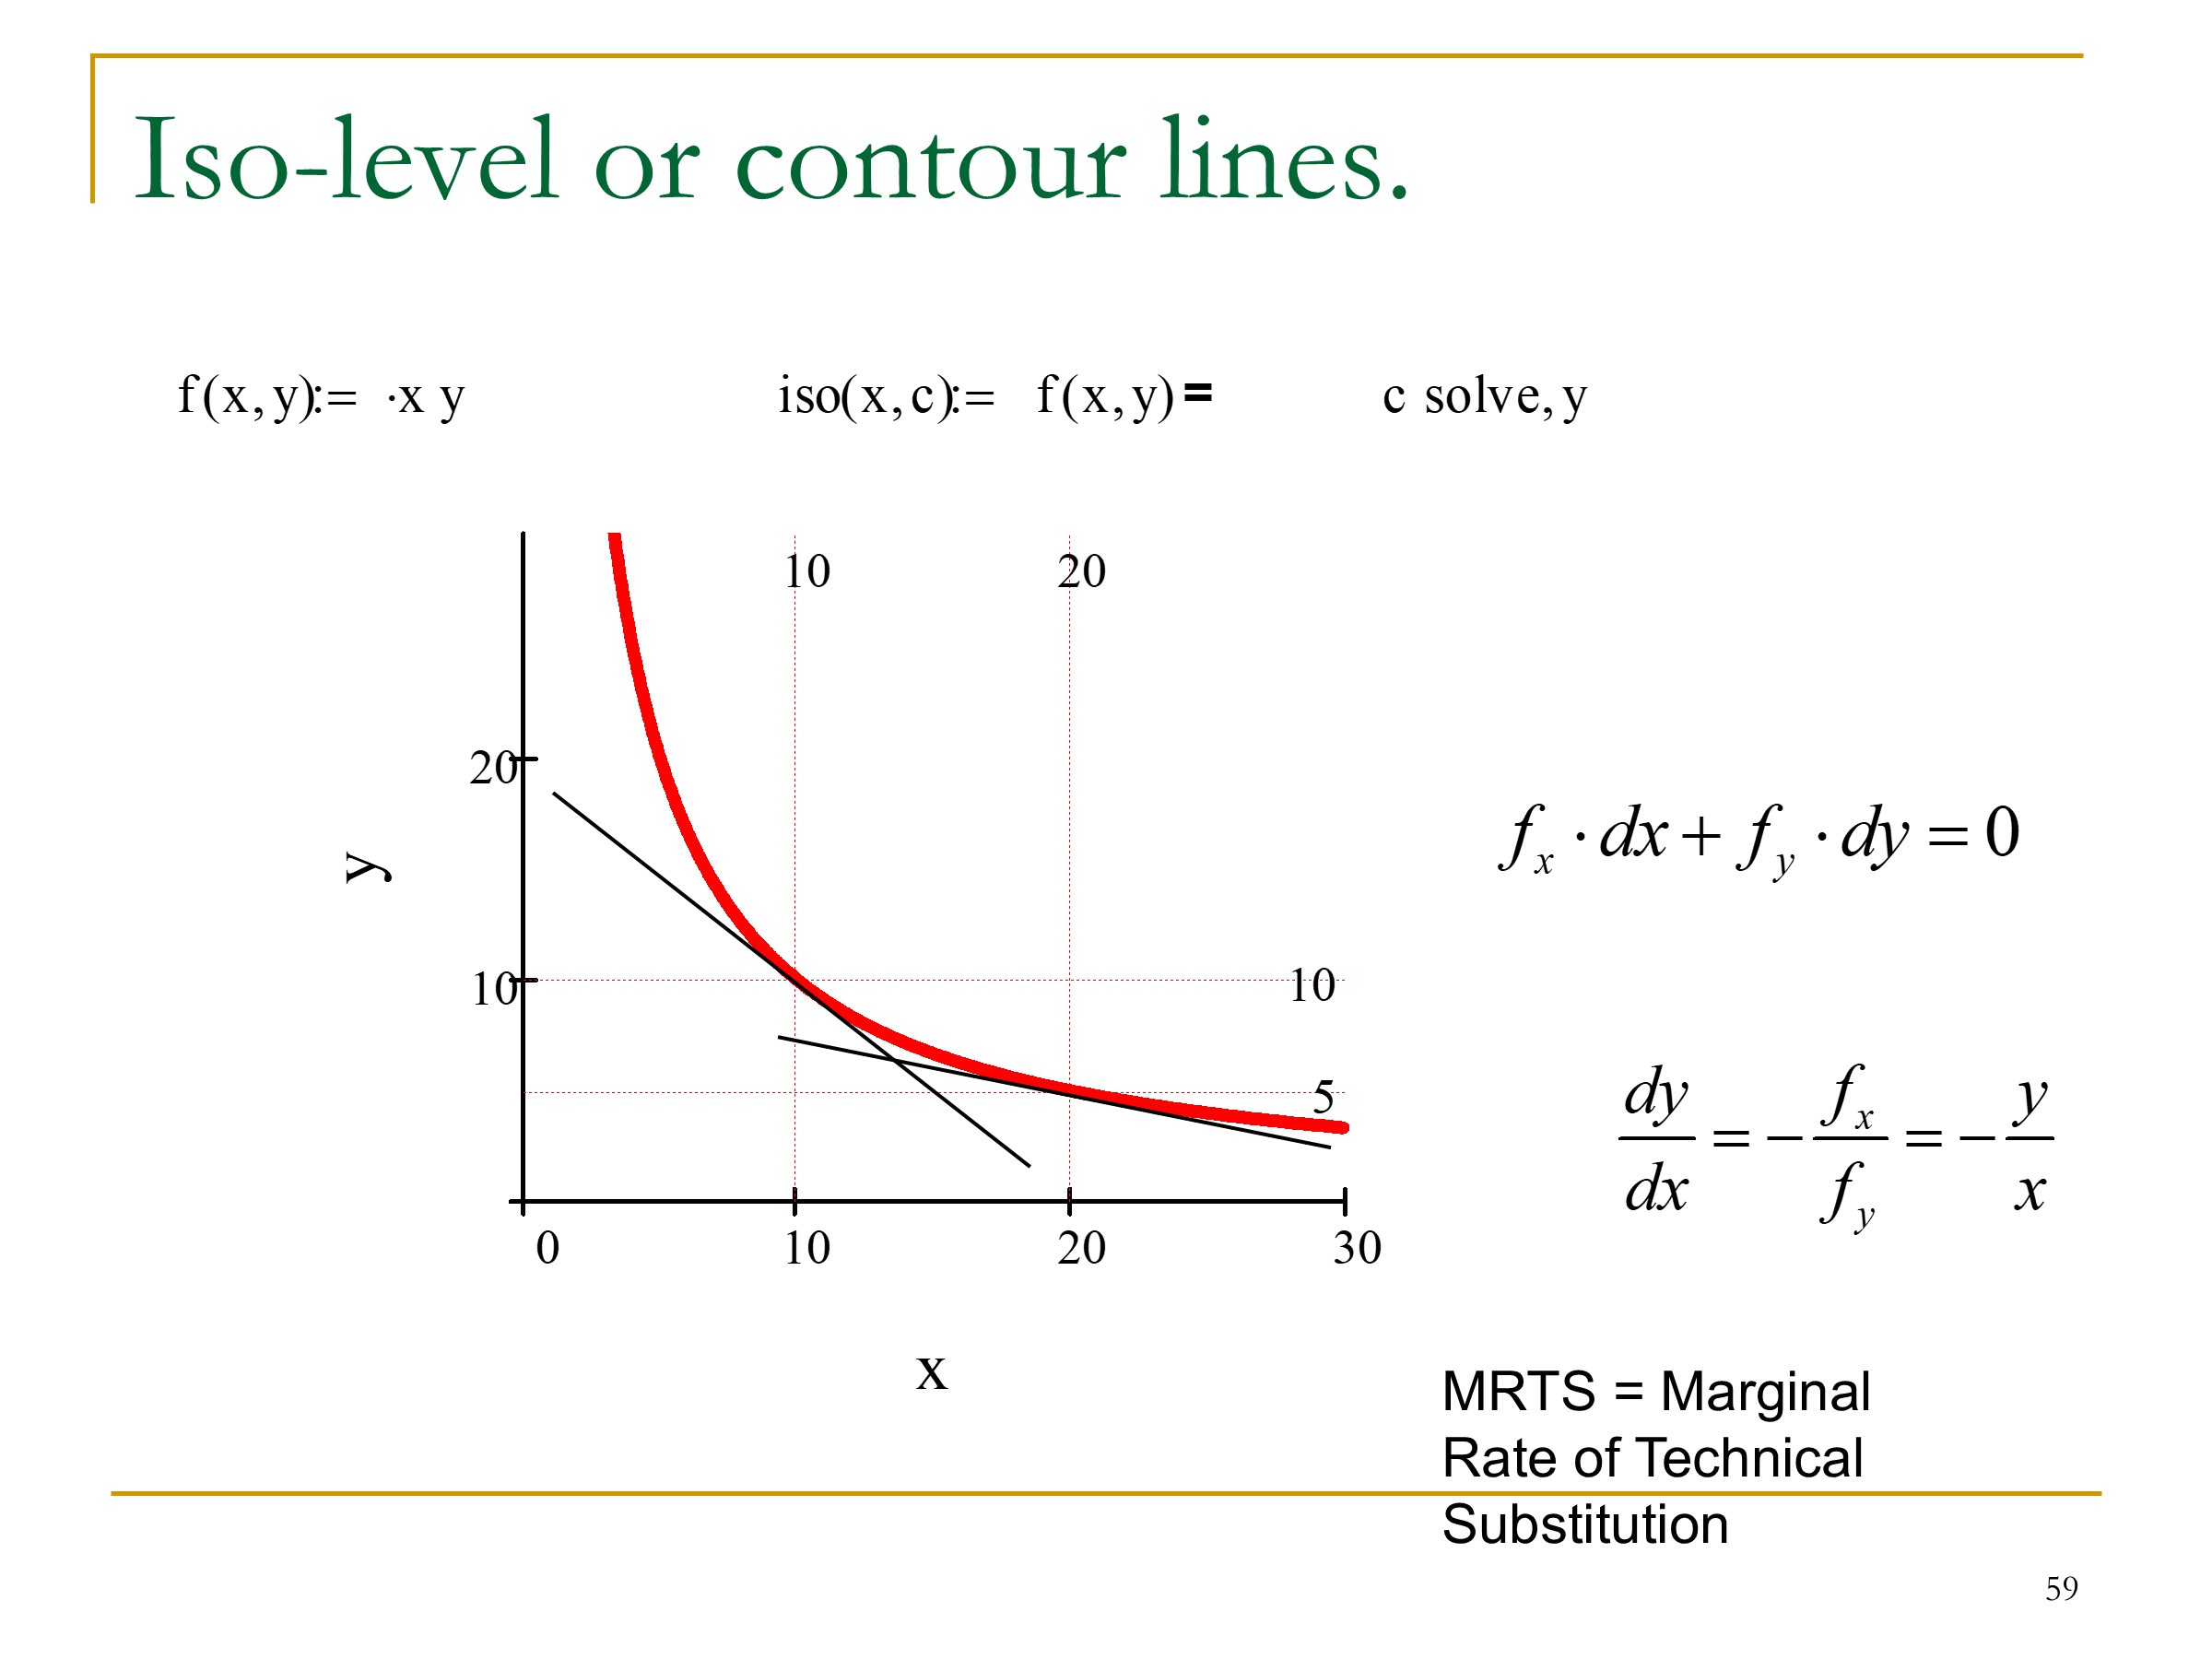 Iso-level or contour lines.
f(x,y):= ·x y iso(x,c):= f(x,y) = c solve,y
10 20
20
y
10 10
5
0 10 20 30
x
f_x · dx + f_y · dy = 0
dy/dx = − f_x/f_y = − y/x
MRTS = Marginal
Rate of Technical
Substitution
59